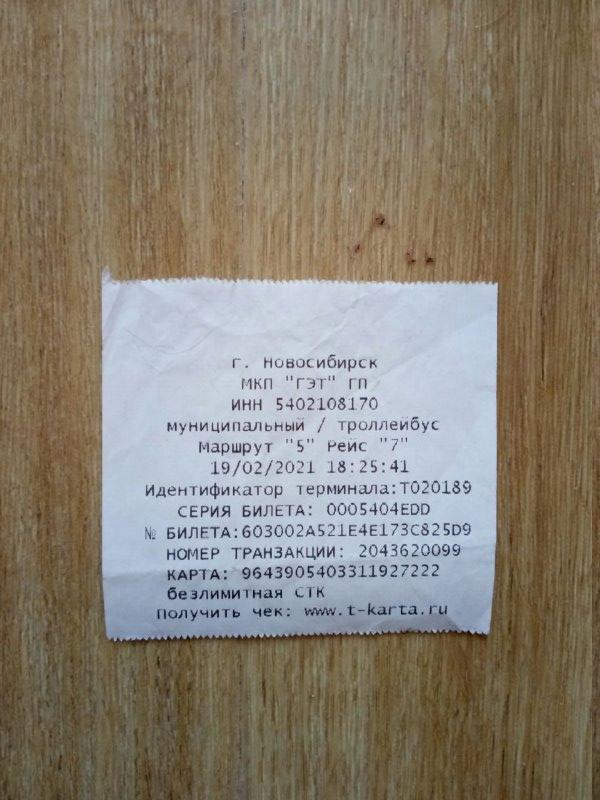 г. Новосибирск
МКП "ГЭТ" ГП
ИНН 5402108170
муниципальный / троллейбус
Маршрут "5" Рейс "7"
19/02/2021 18:25:41
Идентификатор терминала:T020189
СЕРИЯ БИЛЕТА: 0005404EDD
№ БИЛЕТА:603002A521E4E173C825D9
НОМЕР ТРАНЗАКЦИИ: 2043620099
КАРТА: 9643905403311927222
безлимитная СТК
Получить чек: www.t-karta.ru